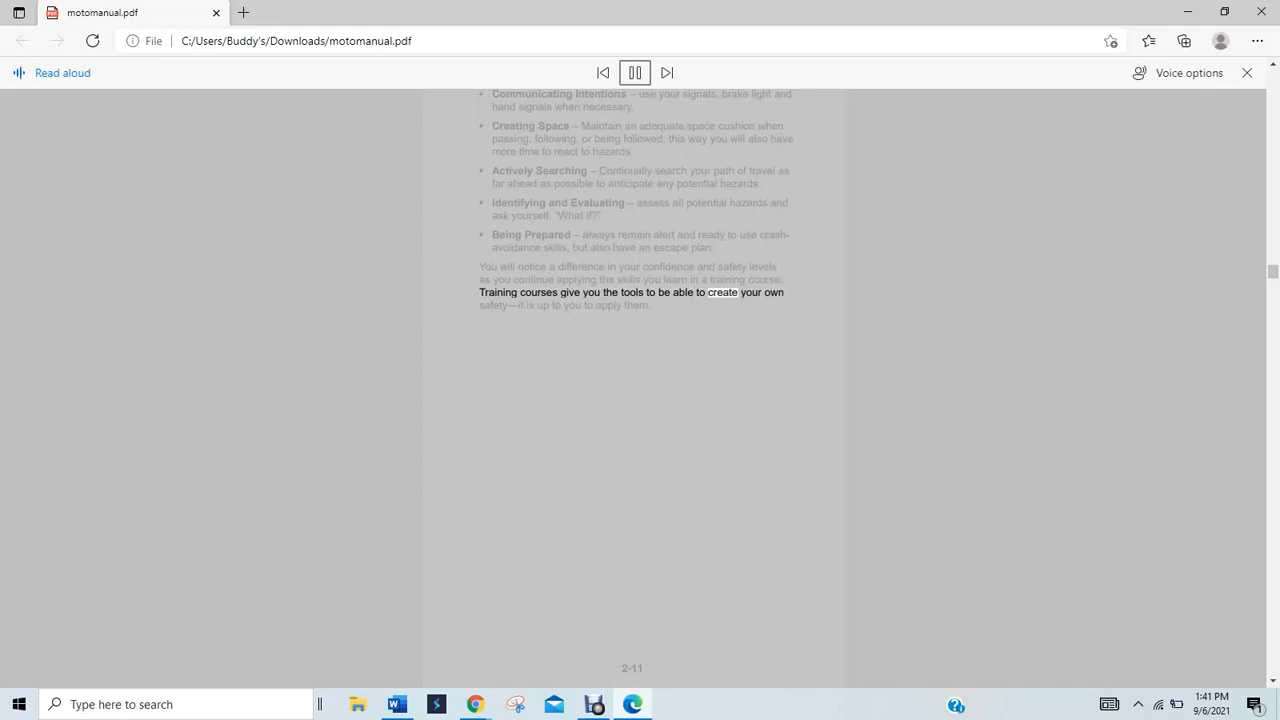 motomanual.pdf
File
C:/Users/Buddy's/Downloads/motomanual.pdf
Read aloud
Voice options
• Communicating Intentions – use your signals, brake light and
hand signals when necessary.
• Creating Space – Maintain an adequate space cushion when
passing, following, or being followed; this way you will also have
more time to react to hazards.
• Actively Searching – Continually search your path of travel as
far ahead as possible to anticipate any potential hazards.
• Identifying and Evaluating – assess all potential hazards and
ask yourself, "What if?"
• Being Prepared – always remain alert and ready to use crash-
avoidance skills, but also have an escape plan.
You will notice a difference in your confidence and safety levels
as you continue applying the skills you learn in a training course.
Training courses give you the tools to be able to create your own
safety—it is up to you to apply them.
2-11
Type here to search
1:41 PM
9/6/2021
1